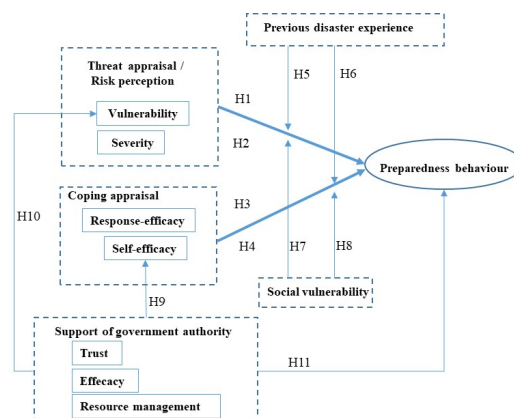 Previous disaster experience
Threat appraisal /
Risk perception
Vulnerability
Severity
H5
H6
H1
H2
Preparedness behaviour
Coping appraisal
Response-efficacy
Self-efficacy
H3
H4
H10
H7
H8
H9
Social vulnerability
Support of government authority
Trust
Effecacy
Resource management
H11